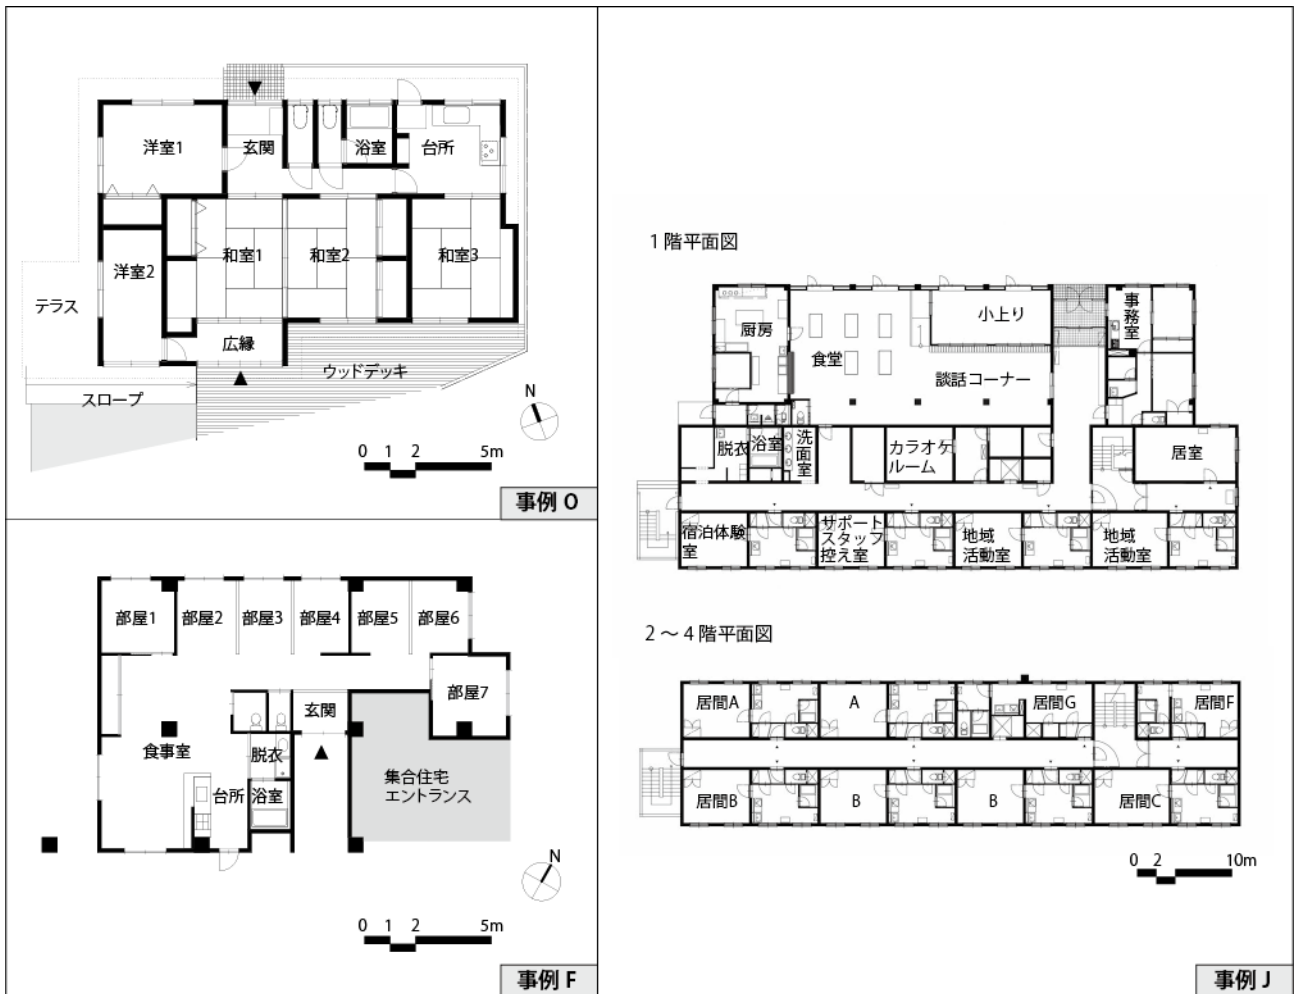 洋室1
玄関
浴室
台所
和室1
和室2
和室3
洋室2
テラス
広縁
ウッドデッキ
スロープ
N
0 1 2 5m
事例 O
部屋1
部屋2
部屋3
部屋4
部屋5
部屋6
部屋7
玄関
食事室
脱衣
台所
浴室
集合住宅
エントランス
N
0 1 2 5m
事例 F
1 階平面図
厨房
食堂
小上り
談話コーナー
事務室
脱衣
浴室
洗面室
カラオケ
ルーム
居室
宿泊体験
室
サポート
スタッフ
控え室
地域
活動室
地域
活動室
2 ～ 4 階平面図
居間A
A
居間G
居間F
居間B
B
B
居間C
0 2 10m
事例 J